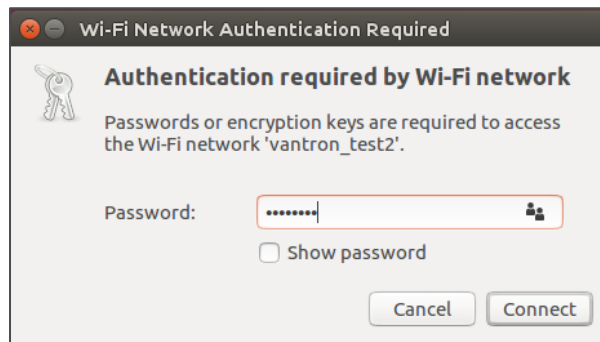 Wi-Fi Network Authentication Required
Authentication required by Wi-Fi network
Passwords or encryption keys are required to access
the Wi-Fi network 'vantron_test2'.
Password: ••••••••
Show password
Cancel Connect